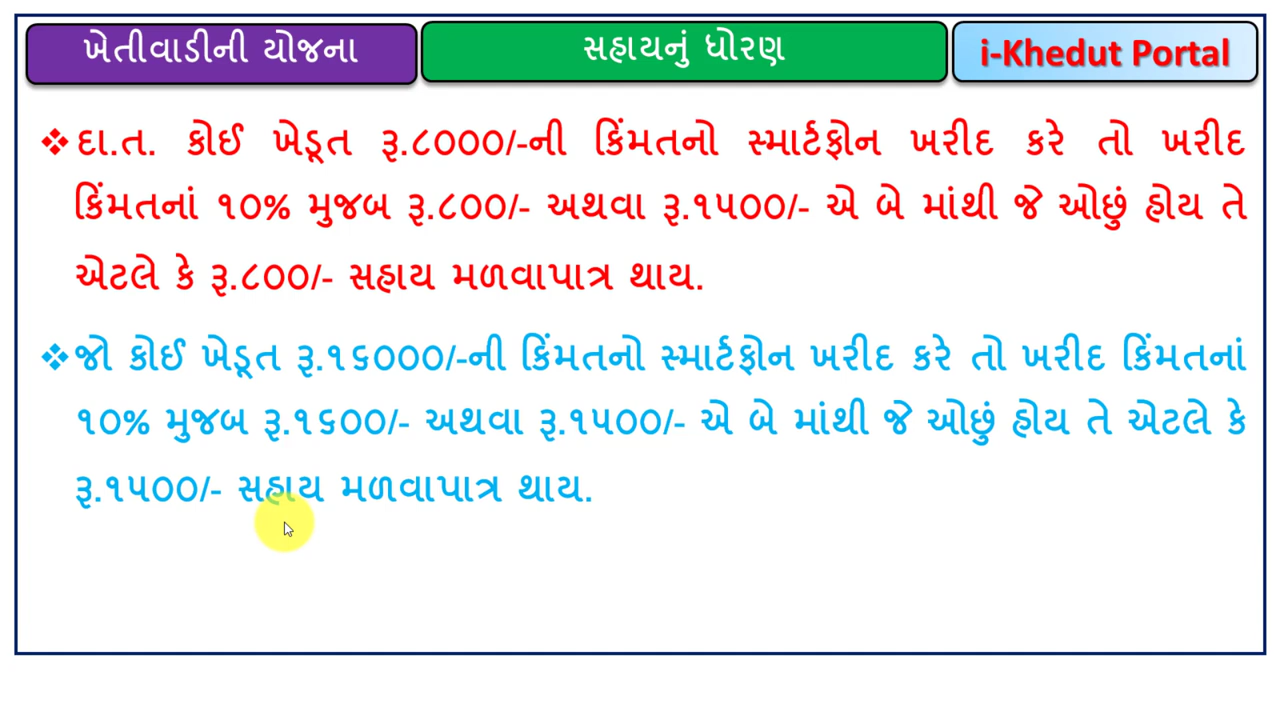 ખેતીવાડીની યોજના
સહાયનું ધોરણ
i-Khedut Portal
❖ દા.ત. કોઈ ખેડૂત રૂ.૮૦૦૦/-ની કિંમતનો સ્માર્ટફોન ખરીદ કરે તો ખરીદ
કિંમતનાં ૧૦% મુજબ રૂ.૮૦૦/- અથવા રૂ.૧૫૦૦/- એ બે માંથી જે ઓછું હોય તે
એટલે કે રૂ.૮૦૦/- સહાય મળવાપાત્ર થાય.
❖ જો કોઈ ખેડૂત રૂ.૧૬૦૦૦/-ની કિંમતનો સ્માર્ટફોન ખરીદ કરે તો ખરીદ કિંમતનાં
૧૦% મુજબ રૂ.૧૬૦૦/- અથવા રૂ.૧૫૦૦/- એ બે માંથી જે ઓછું હોય તે એટલે કે
રૂ.૧૫૦૦/- સહાય મળવાપાત્ર થાય.